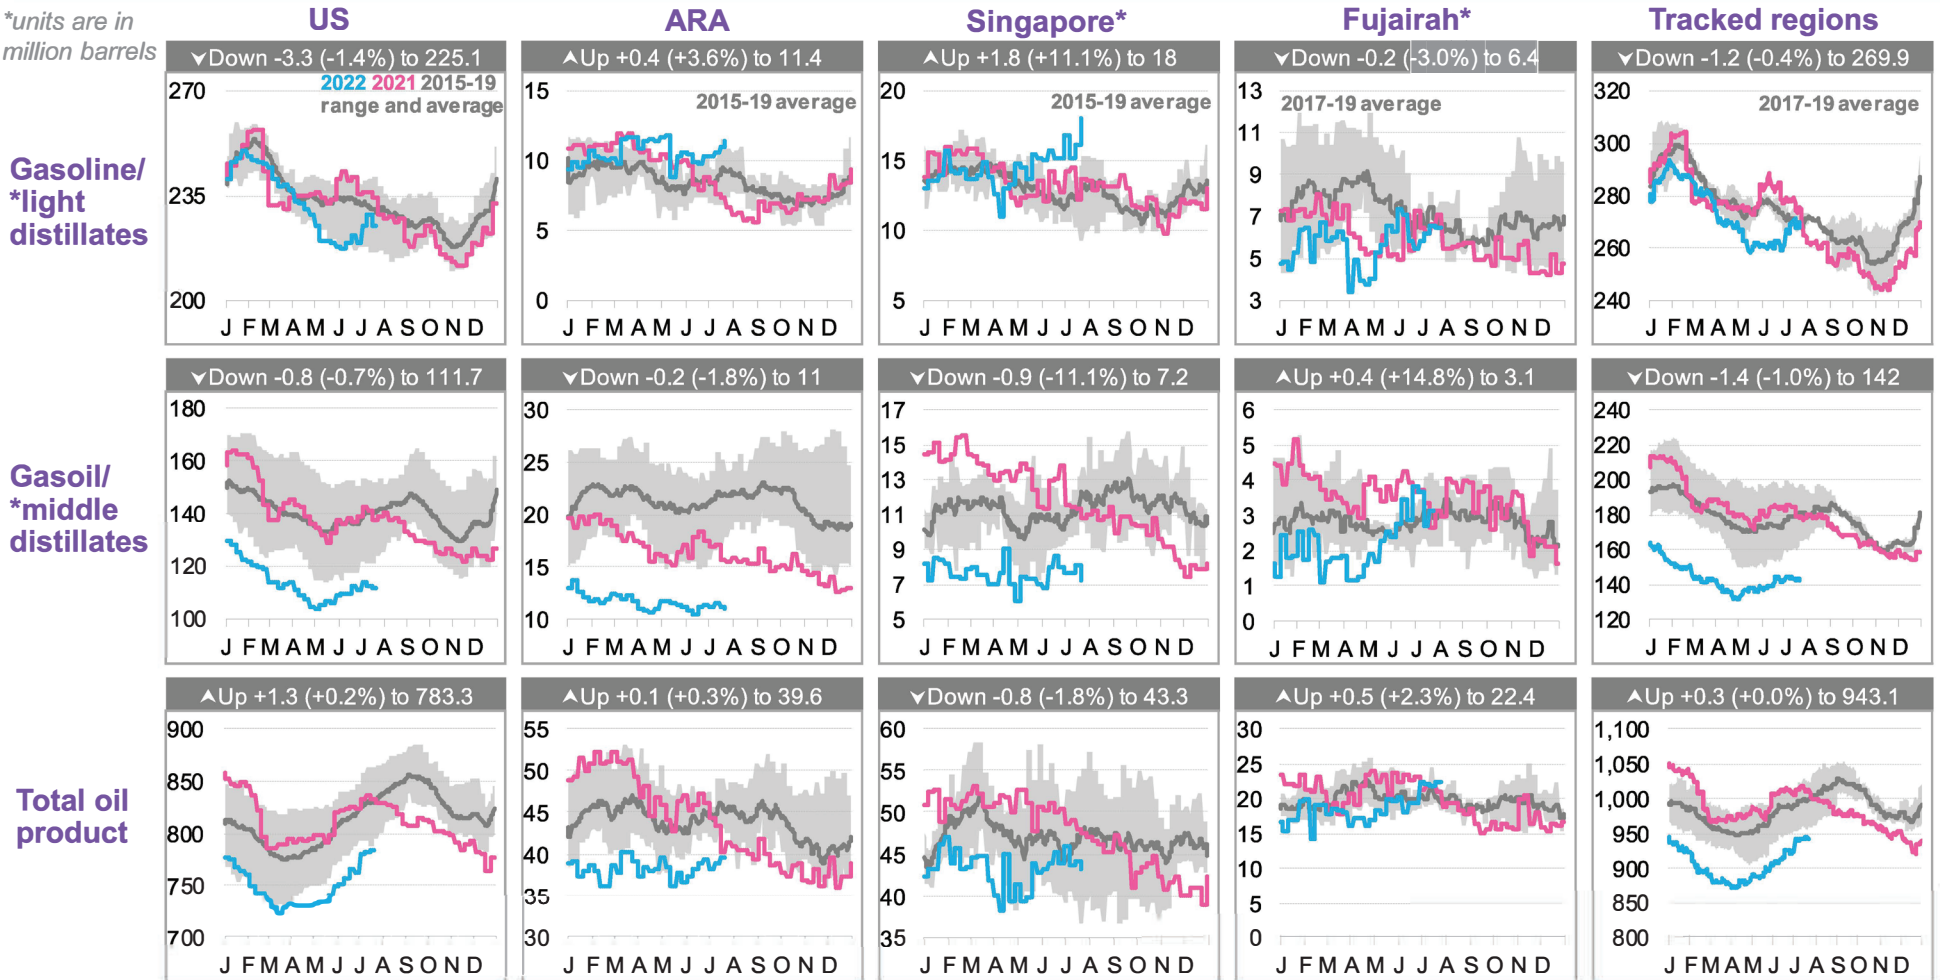 *units are in
million barrels
US
ARA
Singapore*
Fujairah*
Tracked regions
Gasoline/
*light
distillates
Down -3.3 (-1.4%) to 225.1
2022 2021 2015-19
range and average
270
235
200
J F M A M J J A S O N D
Up +0.4 (+3.6%) to 11.4
2015-19 average
15
10
5
0
J F M A M J J A S O N D
Up +1.8 (+11.1%) to 18
2015-19 average
20
15
10
5
J F M A M J J A S O N D
Down -0.2 (-3.0%) to 6.4
2017-19 average
13
11
9
7
5
3
J F M A M J J A S O N D
Down -1.2 (-0.4%) to 269.9
2017-19 average
320
300
280
260
240
J F M A M J J A S O N D
Gasoil/
*middle
distillates
Down -0.8 (-0.7%) to 111.7
180
160
140
120
100
J F M A M J J A S O N D
Down -0.2 (-1.8%) to 11
30
25
20
15
10
J F M A M J J A S O N D
Down -0.9 (-11.1%) to 7.2
17
15
13
11
9
7
5
J F M A M J J A S O N D
Up +0.4 (+14.8%) to 3.1
6
5
4
3
2
1
0
J F M A M J J A S O N D
Down -1.4 (-1.0%) to 142
240
220
200
180
160
140
120
J F M A M J J A S O N D
Total oil
product
Up +1.3 (+0.2%) to 783.3
900
850
800
750
700
J F M A M J J A S O N D
Up +0.1 (+0.3%) to 39.6
55
50
45
40
35
30
J F M A M J J A S O N D
Down -0.8 (-1.8%) to 43.3
60
55
50
45
40
35
J F M A M J J A S O N D
Up +0.5 (+2.3%) to 22.4
30
25
20
15
10
5
0
J F M A M J J A S O N D
Up +0.3 (+0.0%) to 943.1
1,100
1,050
1,000
950
900
850
800
J F M A M J J A S O N D